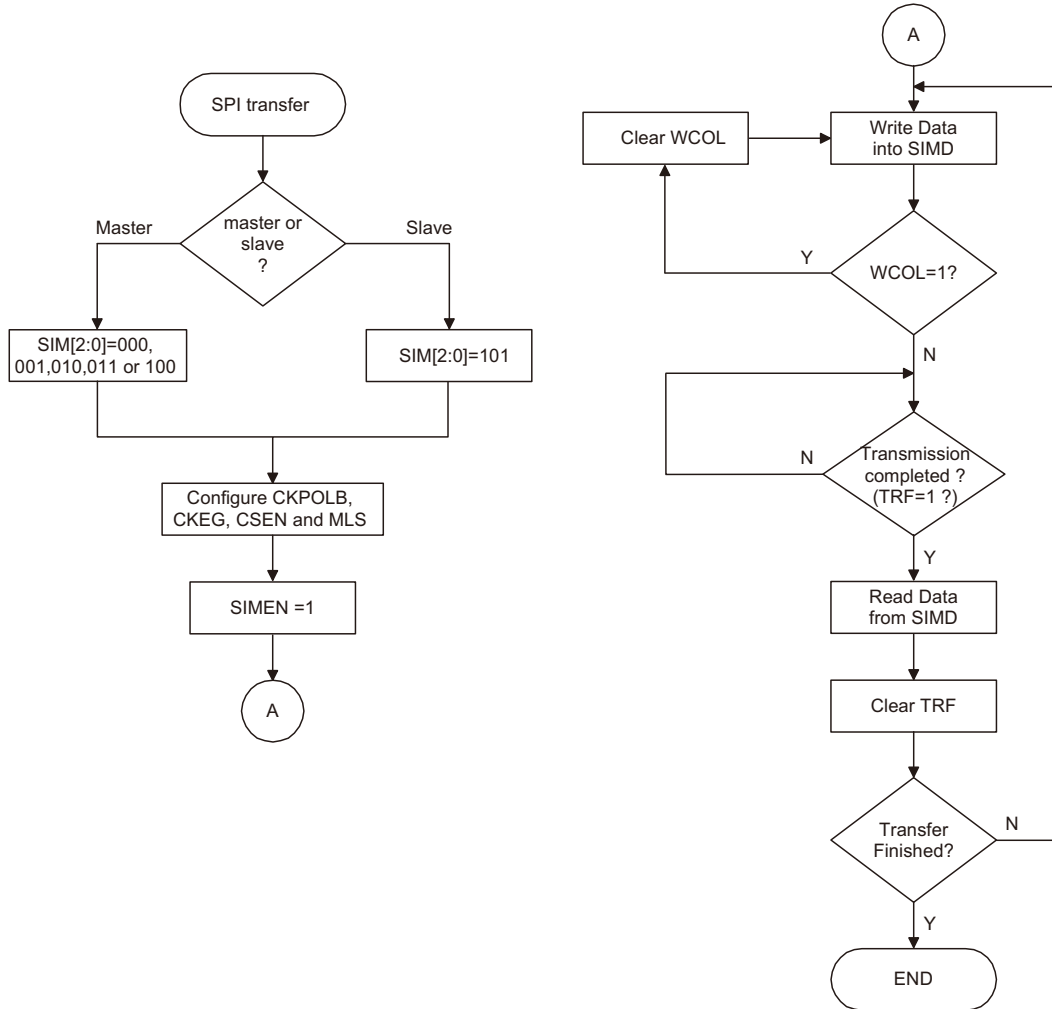 SPI transfer
master or
slave
?
Master
Slave
SIM[2:0]=000,
001,010,011 or 100
SIM[2:0]=101
Configure CKPOLB,
CKEG, CSEN and MLS
SIMEN =1
A
A
Clear WCOL
Write Data
into SIMD
WCOL=1?
Y
N
Transmission
completed ?
(TRF=1 ?)
N
Y
Read Data
from SIMD
Clear TRF
Transfer
Finished?
N
Y
END